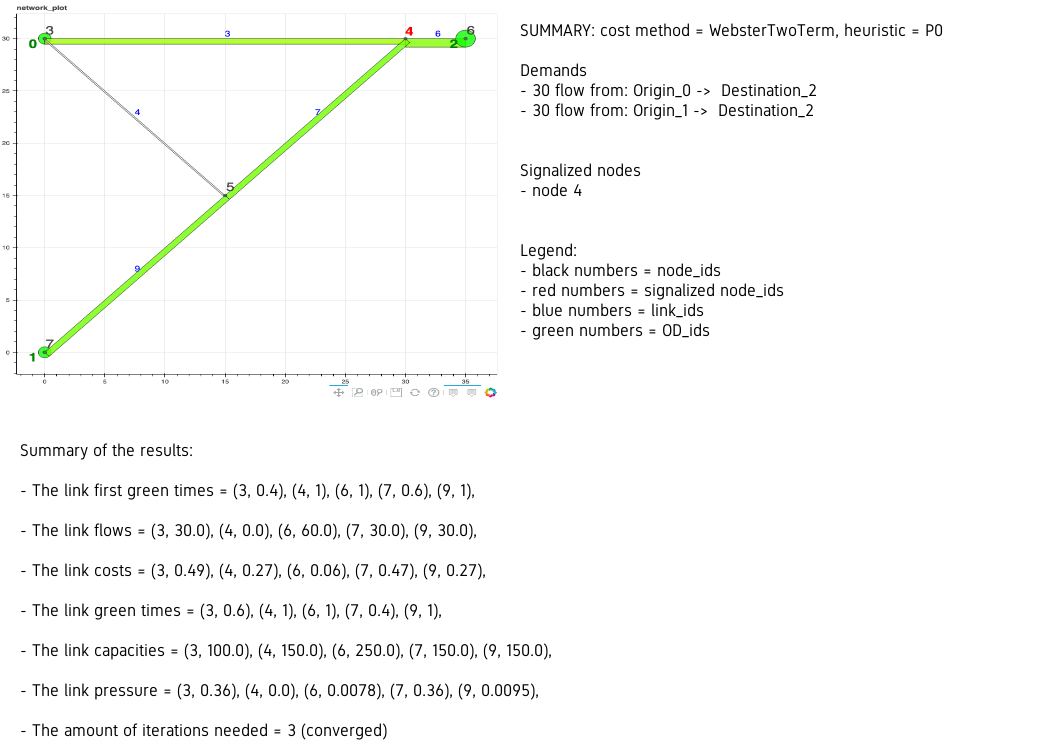 network_plot
SUMMARY: cost method = WebsterTwoTerm, heuristic = P0
Demands
- 30 flow from: Origin_0 -> Destination_2
- 30 flow from: Origin_1 -> Destination_2
Signalized nodes
- node 4
Legend:
- black numbers = node_ids
- red numbers = signalized node_ids
- blue numbers = link_ids
- green numbers = OD_ids
30
25
20
15
10
5
0
0 5 10 15 20 25 30 35
3
0
3
4
6
2
6
4
7
5
9
7
1
Summary of the results:
- The link first green times = (3, 0.4), (4, 1), (6, 1), (7, 0.6), (9, 1),
- The link flows = (3, 30.0), (4, 0.0), (6, 60.0), (7, 30.0), (9, 30.0),
- The link costs = (3, 0.49), (4, 0.27), (6, 0.06), (7, 0.47), (9, 0.27),
- The link green times = (3, 0.6), (4, 1), (6, 1), (7, 0.4), (9, 1),
- The link capacities = (3, 100.0), (4, 150.0), (6, 250.0), (7, 150.0), (9, 150.0),
- The link pressure = (3, 0.36), (4, 0.0), (6, 0.0078), (7, 0.36), (9, 0.0095),
- The amount of iterations needed = 3 (converged)